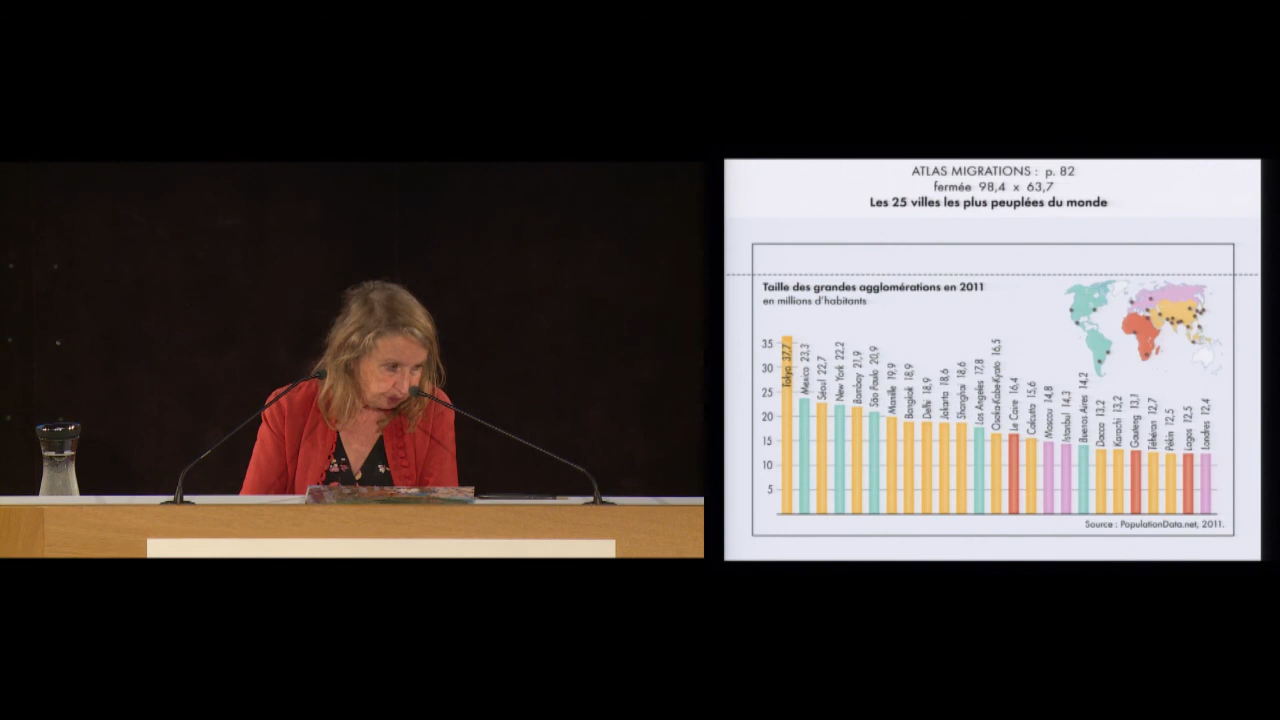 ATLAS MIGRATIONS : p. 82
fermée 98,4 x 63,7
Les 25 villes les plus peuplées du monde
Taille des grandes agglomérations en 2011
en millions d'habitants
35
30
25
20
15
10
5
Tokyo 37,7
Mexico 23,3
Séoul 22,7
New York 22,2
Bombay 21,9
São Paulo 20,9
Manille 19,9
Bangkok 18,9
Delhi 18,9
Jakarta 18,6
Shanghai 18,6
Los Angeles 17,8
Osaka-Kobe-Kyoto 16,5
Le Caire 16,4
Calcutta 15,6
Moscou 14,8
Istanbul 14,3
Buenos Aires 14,2
Dacca 13,2
Karachi 13,2
Gauteng 13,1
Téhéran 12,7
Pékin 12,5
Lagos 12,5
Londres 12,4
Source : PopulationData.net, 2011.